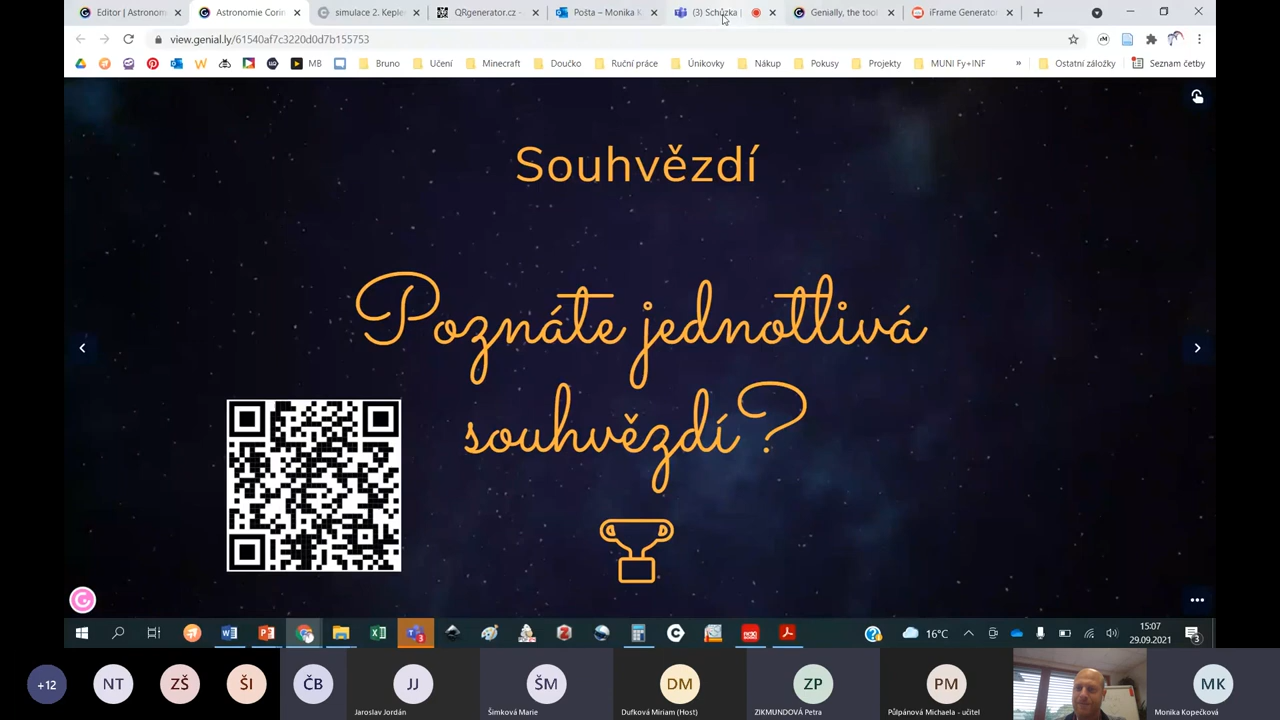 Editor | Astronom
Astronomie Corin
simulace 2. Keple
QRgenerator.cz -
Pošta – Monika K
(3) Schůzka |
Genially, the tool
iFrame Generator
view.genial.ly/61540af7c3220d0d7b155753
MB
Bruno
Učení
Minecraft
Doučko
Ruční práce
Únikovky
Nákup
Pokusy
Projekty
MUNI Fy+INF
»
Ostatní záložky
Seznam četby
Souhvězdí
Poznáte jednotlivá
souhvězdí?
16°C
15:07
29.09.2021
+12
NT
ZŠ
ŠI
ČB
JJ
ŠM
DM
ZP
PM
MK
Jaroslav Jordán
Šimková Marie
Dufková Miriam (Host)
ZIKMUNDOVÁ Petra
Půlpánová Michaela - učitel
Monika Kopečková